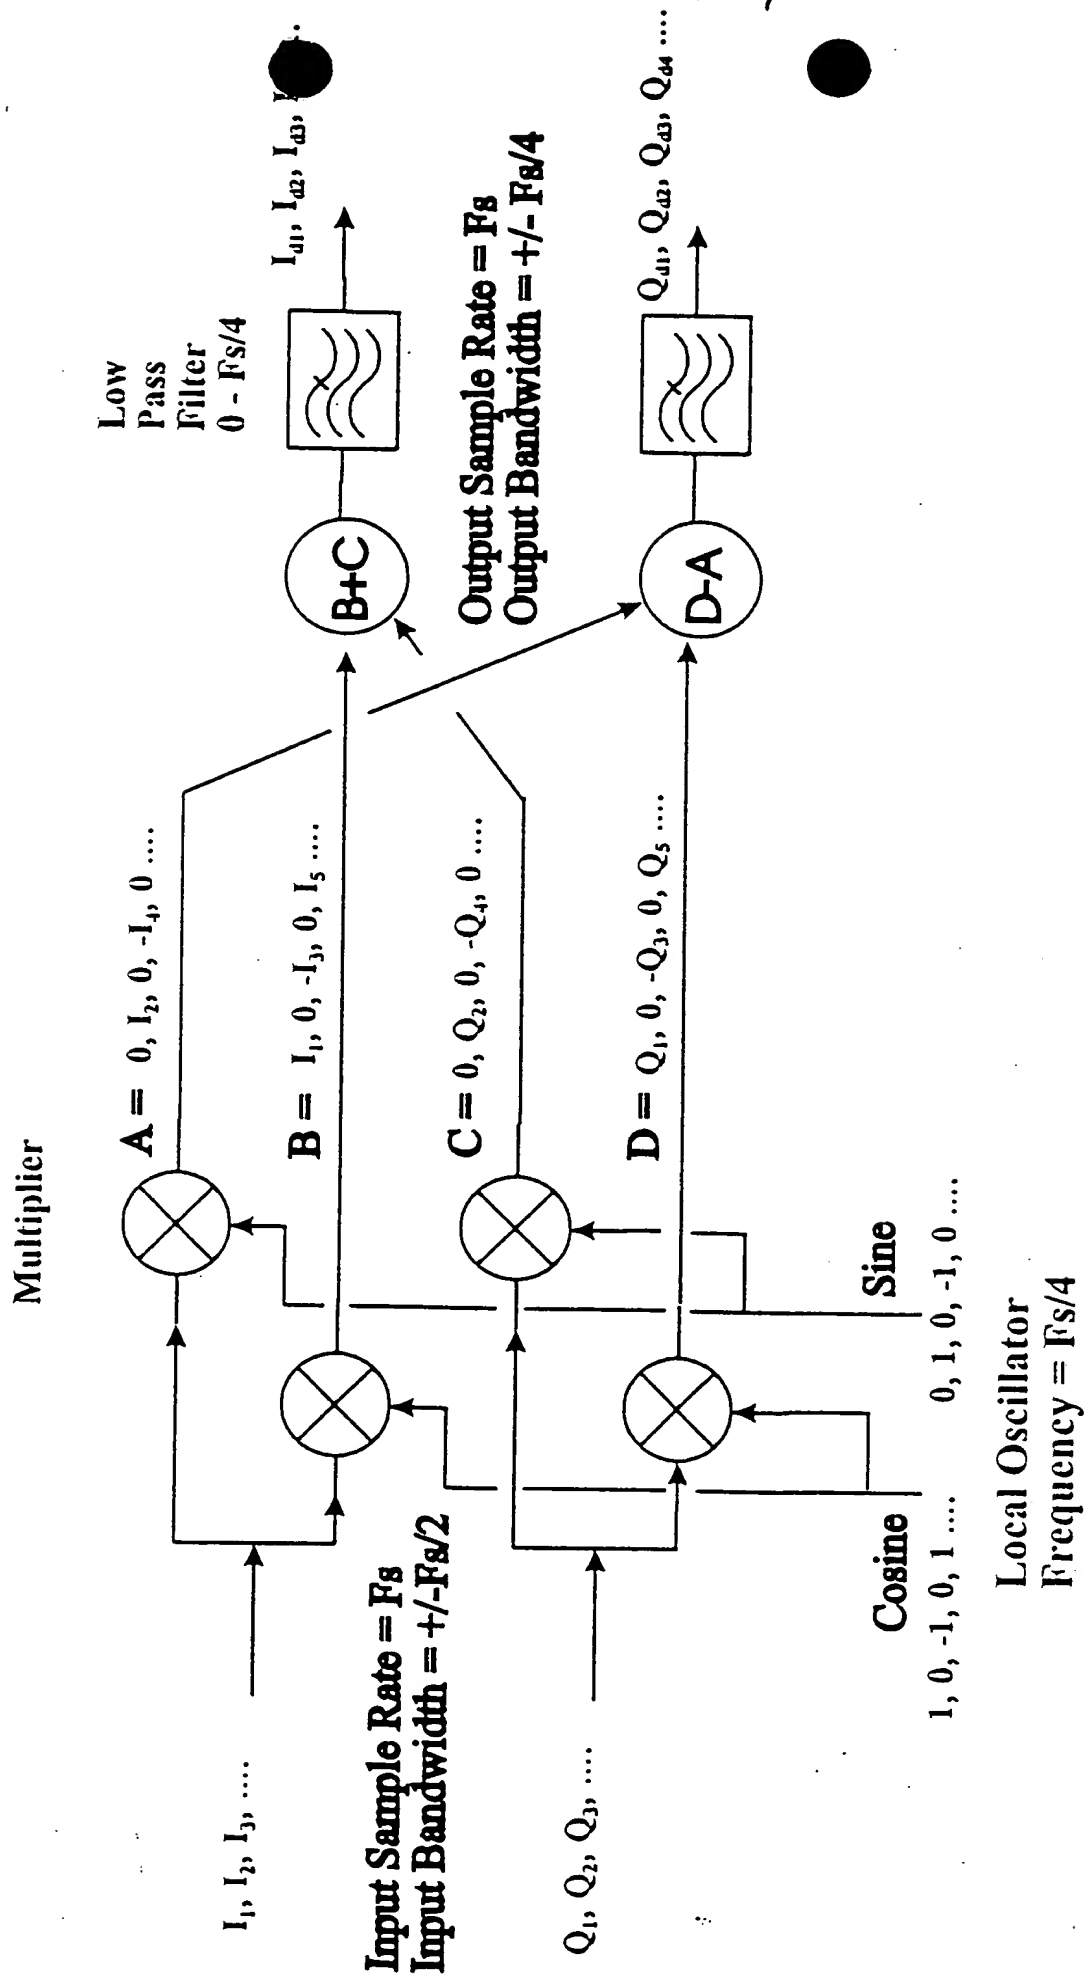 Multiplier
Low
Pass
Filter
0 - Fs/4
I₁, I₂, I₃, ....
A = 0, I₂, 0, -I₄, 0 ....
B = I₁, 0, -I₃, 0, I₅ ....
B+C
I_d1, I_d2, I_d3,
Input Sample Rate = Fs
Input Bandwidth = +/-Fs/2
Output Sample Rate = Fs
Output Bandwidth = +/- Fs/4
Q₁, Q₂, Q₃, ....
C = 0, Q₂, 0, -Q₄, 0 ....
D = Q₁, 0, -Q₃, 0, Q₅ ....
D-A
Q_d1, Q_d2, Q_d3, Q_d4 ....
Cosine
1, 0, -1, 0, 1 ....
Sine
0, 1, 0, -1, 0 ....
Local Oscillator
Frequency = Fs/4